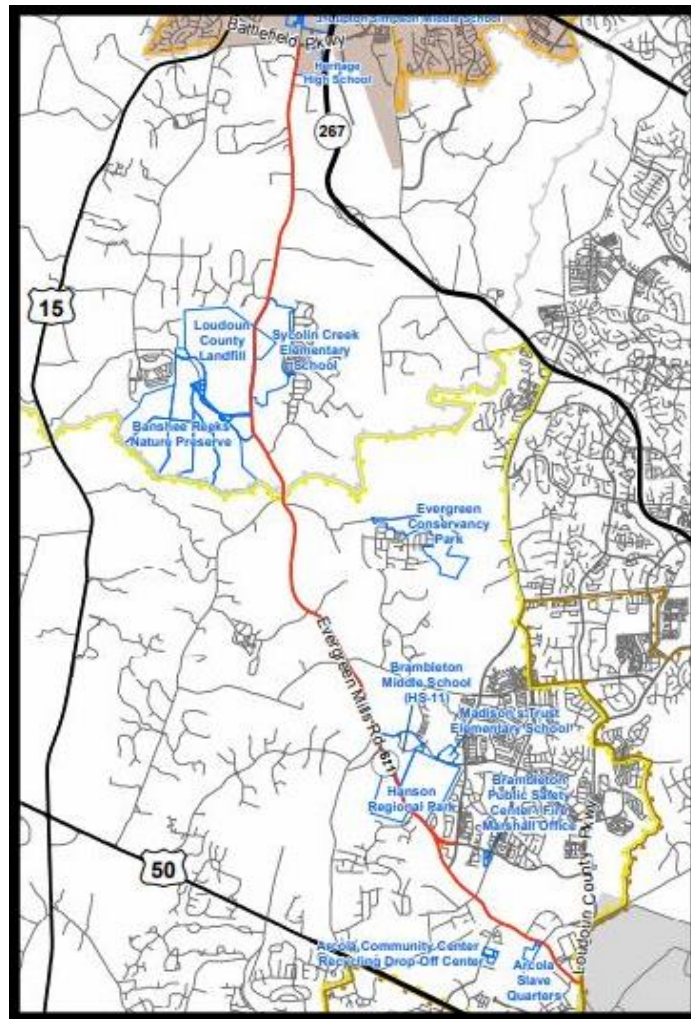 J. Lupton Simpson Middle School
Battlefield Pkwy
Heritage
High School
267
15
Loudoun
County
Landfill
Sycolin Creek
Elementary
School
Banshee Reeks
Nature Preserve
Evergreen
Conservancy
Park
Evergreen Mills Rd
621
Brambleton
Middle School
(HS-11)
Madison's Trust
Elementary School
Hanson
Regional Park
Brambleton
Public Safety
Center - Fire
Marshall Office
Loudoun County Pkwy
50
Arcola Community Center
Recycling Drop-Off Center
Arcola
Slave
Quarters